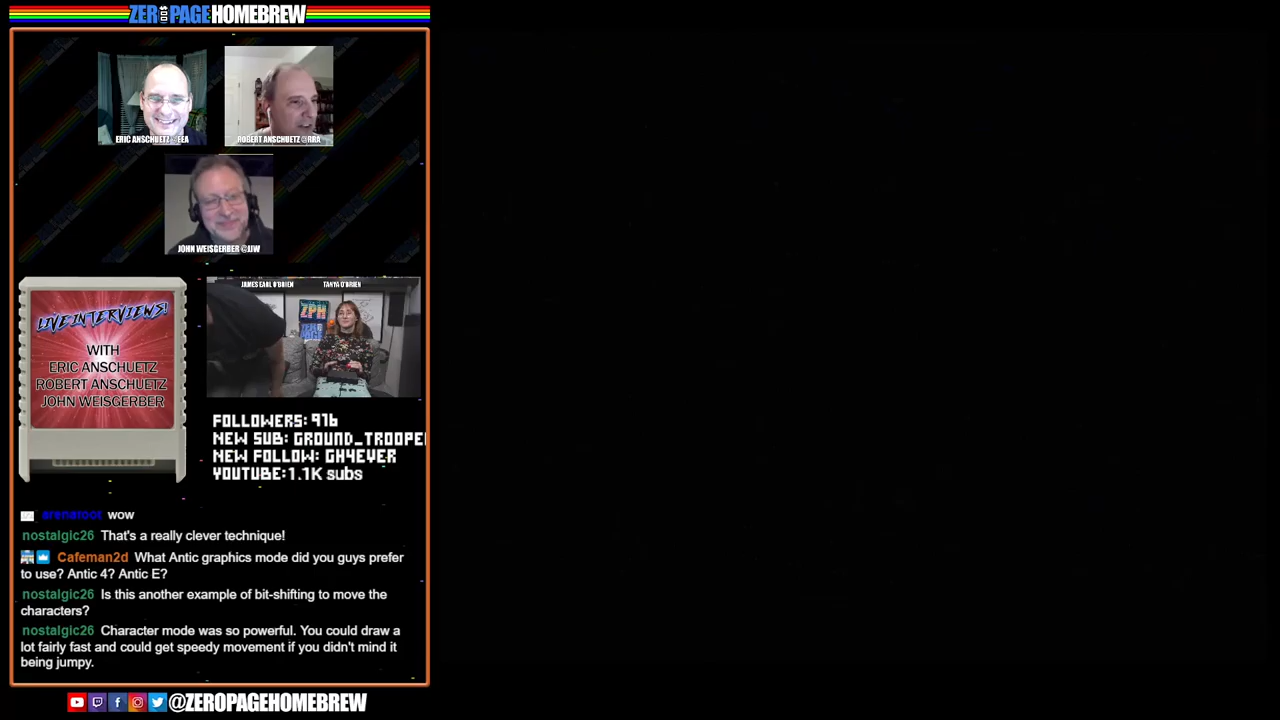 ZEROPAGEHOMEBREW
ERIC ANSCHUETZ @EEA
ROBERT ANSCHUETZ @RRA
JOHN WEISGERBER @JJW
LIVE INTERVIEWS!
WITH
ERIC ANSCHUETZ
ROBERT ANSCHUETZ
JOHN WEISGERBER
JAMES EARL O'BRIEN
TANYA O'BRIEN
ZPH
FOLLOWERS: 916
NEW SUB: GROUND_TROOPE
NEW FOLLOW: GH4EVER
YOUTUBE: 1.1K subs
wow
nostalgic26 That's a really clever technique!
Cafeman2d What Antic graphics mode did you guys prefer
to use? Antic 4? Antic E?
nostalgic26 Is this another example of bit-shifting to move the
characters?
nostalgic26 Character mode was so powerful. You could draw a
lot fairly fast and could get speedy movement if you didn't mind it
being jumpy.
@ZEROPAGEHOMEBREW